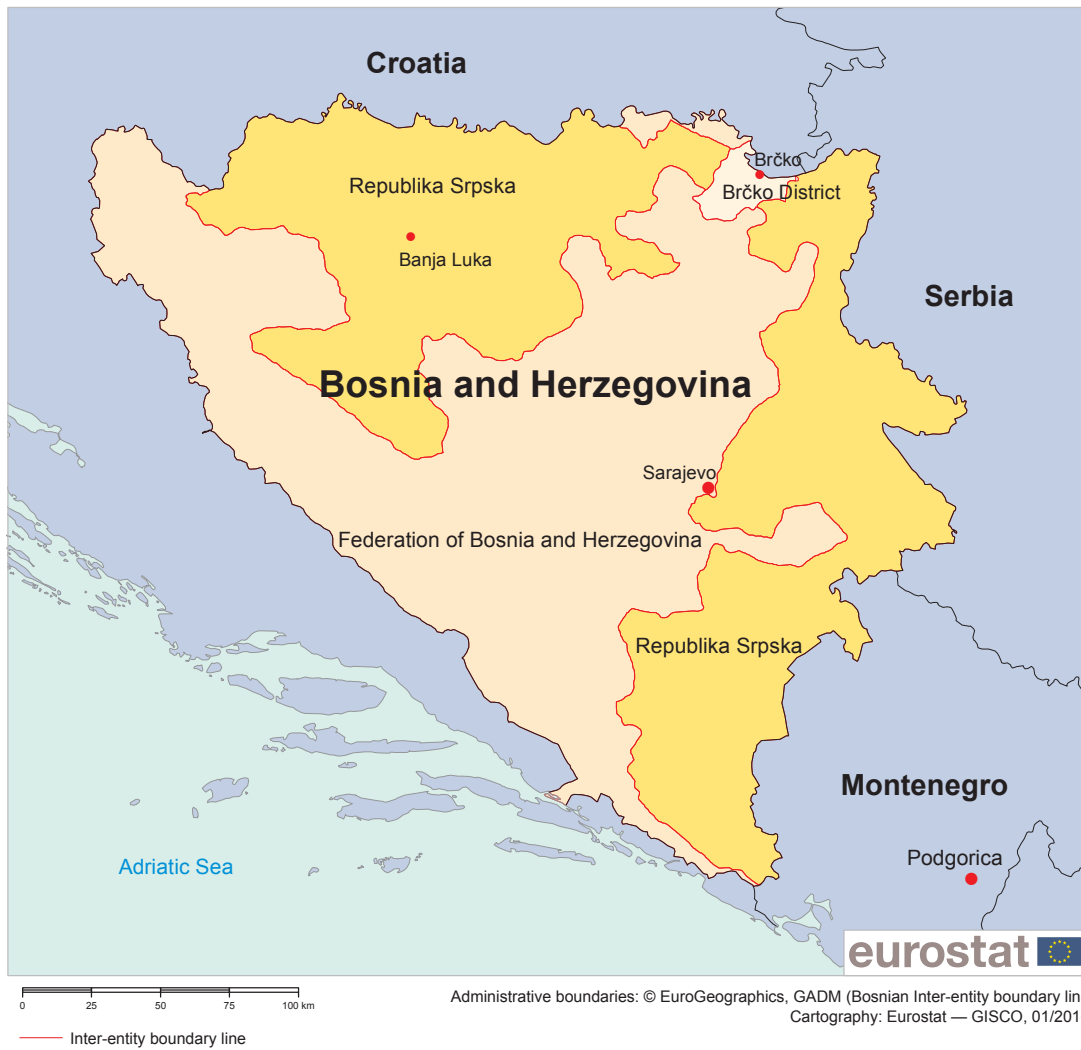 Croatia
Brčko
Republika Srpska
Brčko District
Banja Luka
Serbia
Bosnia and Herzegovina
Sarajevo
Federation of Bosnia and Herzegovina
Republika Srpska
Montenegro
Podgorica
Adriatic Sea
eurostat
0 25 50 75 100 km
Administrative boundaries: © EuroGeographics, GADM (Bosnian Inter-entity boundary lin
Cartography: Eurostat — GISCO, 01/201
Inter-entity boundary line